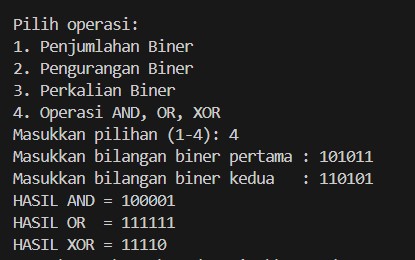 Pilih operasi:
1. Penjumlahan Biner
2. Pengurangan Biner
3. Perkalian Biner
4. Operasi AND, OR, XOR
Masukkan pilihan (1-4): 4
Masukkan bilangan biner pertama : 101011
Masukkan bilangan biner kedua   : 110101
HASIL AND = 100001
HASIL OR  = 111111
HASIL XOR = 11110